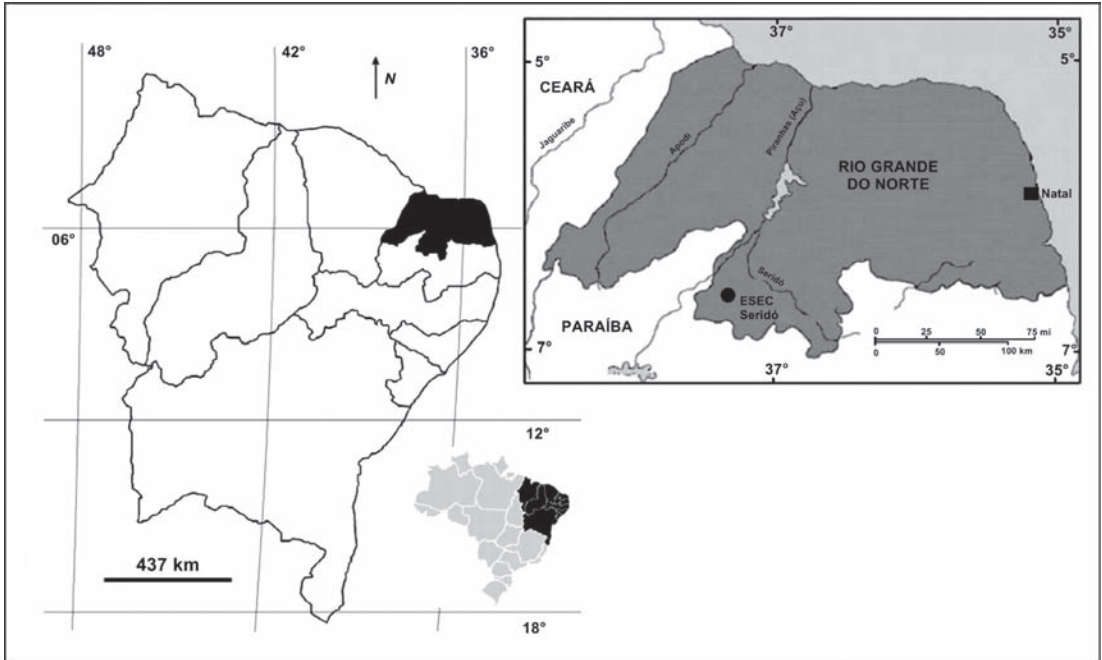 48°
42°
36°
N
06°
12°
18°
437 km
37°
35°
5°
5°
CEARÁ
Jaguaribe
Apodi
Piranhas (Açu)
RIO GRANDE
DO NORTE
Natal
Seridó
ESEC
Seridó
PARAÍBA
0 25 50 75 mi
0 50 100 km
7°
7°
37°
35°